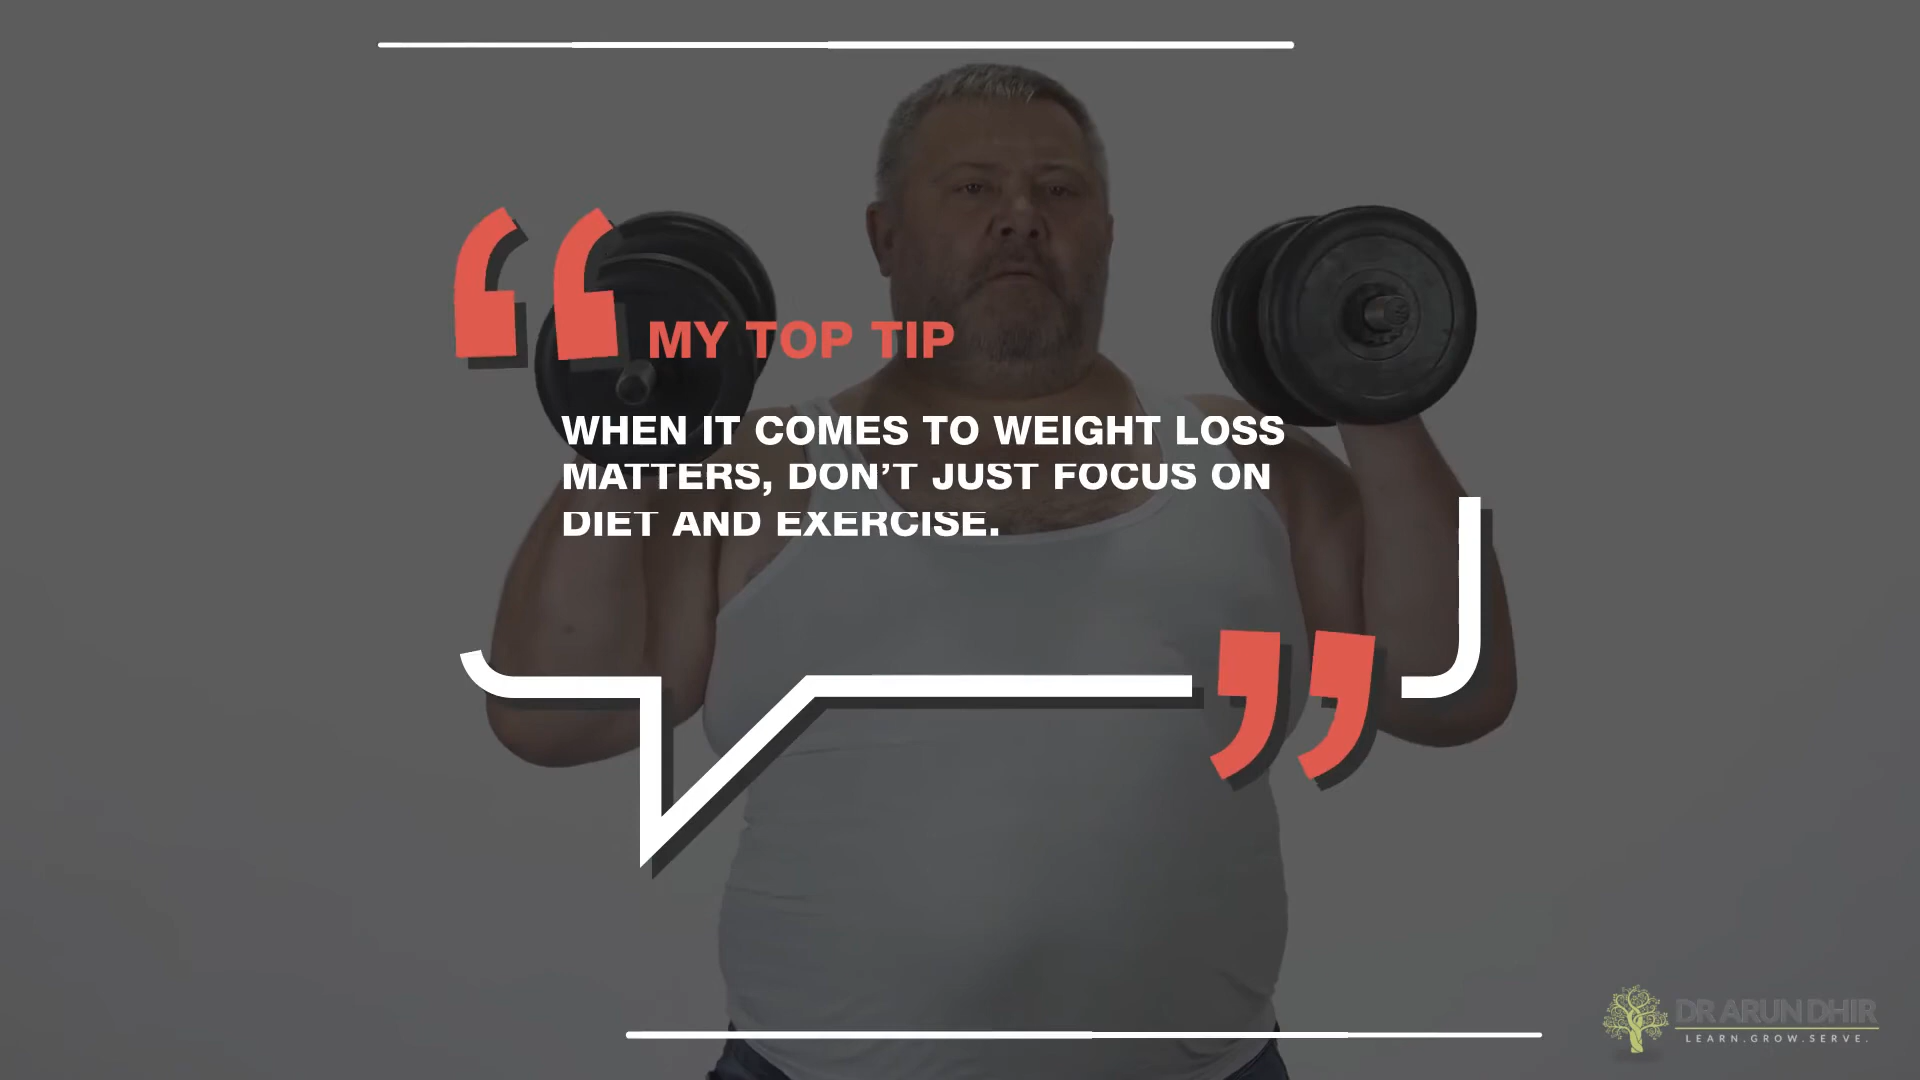 MY TOP TIP
WHEN IT COMES TO WEIGHT LOSS
MATTERS, DON'T JUST FOCUS ON
DIET AND EXERCISE.
DR ARUN DHIR
LEARN.GROW.SERVE.